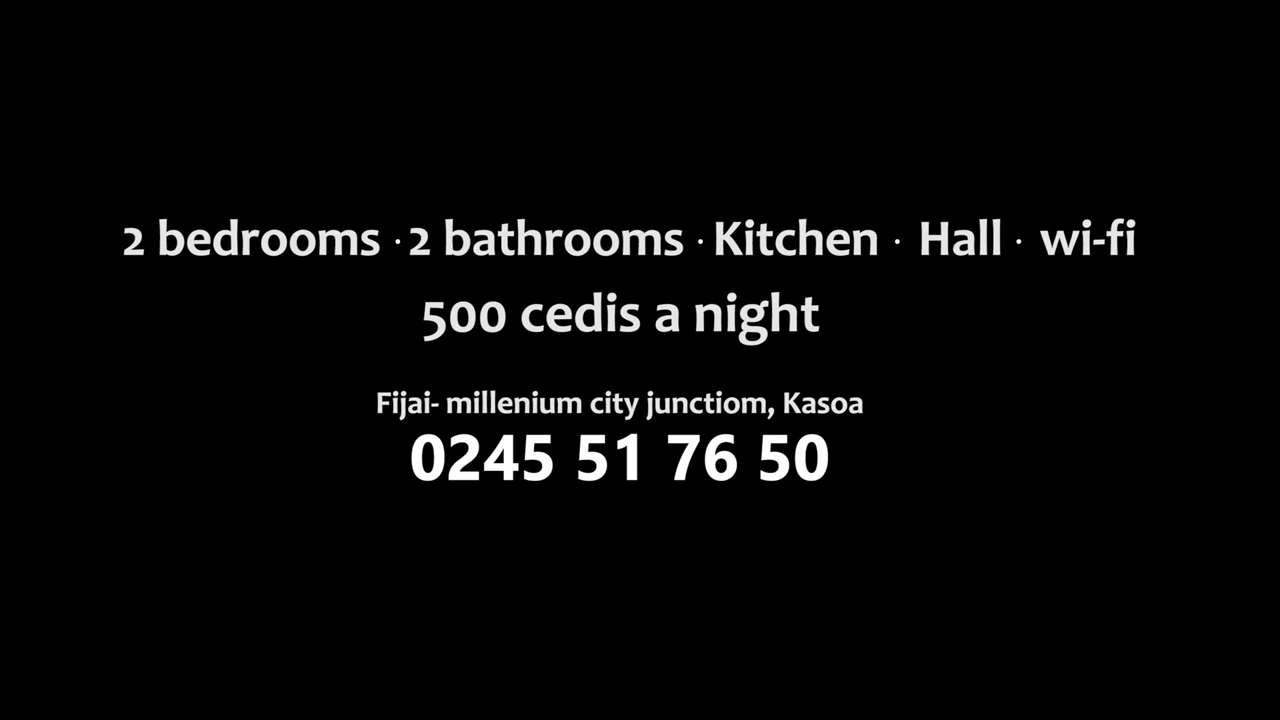 2 bedrooms · 2 bathrooms · Kitchen · Hall · wi-fi
500 cedis a night
Fijai- millenium city junctiom, Kasoa
0245 51 76 50